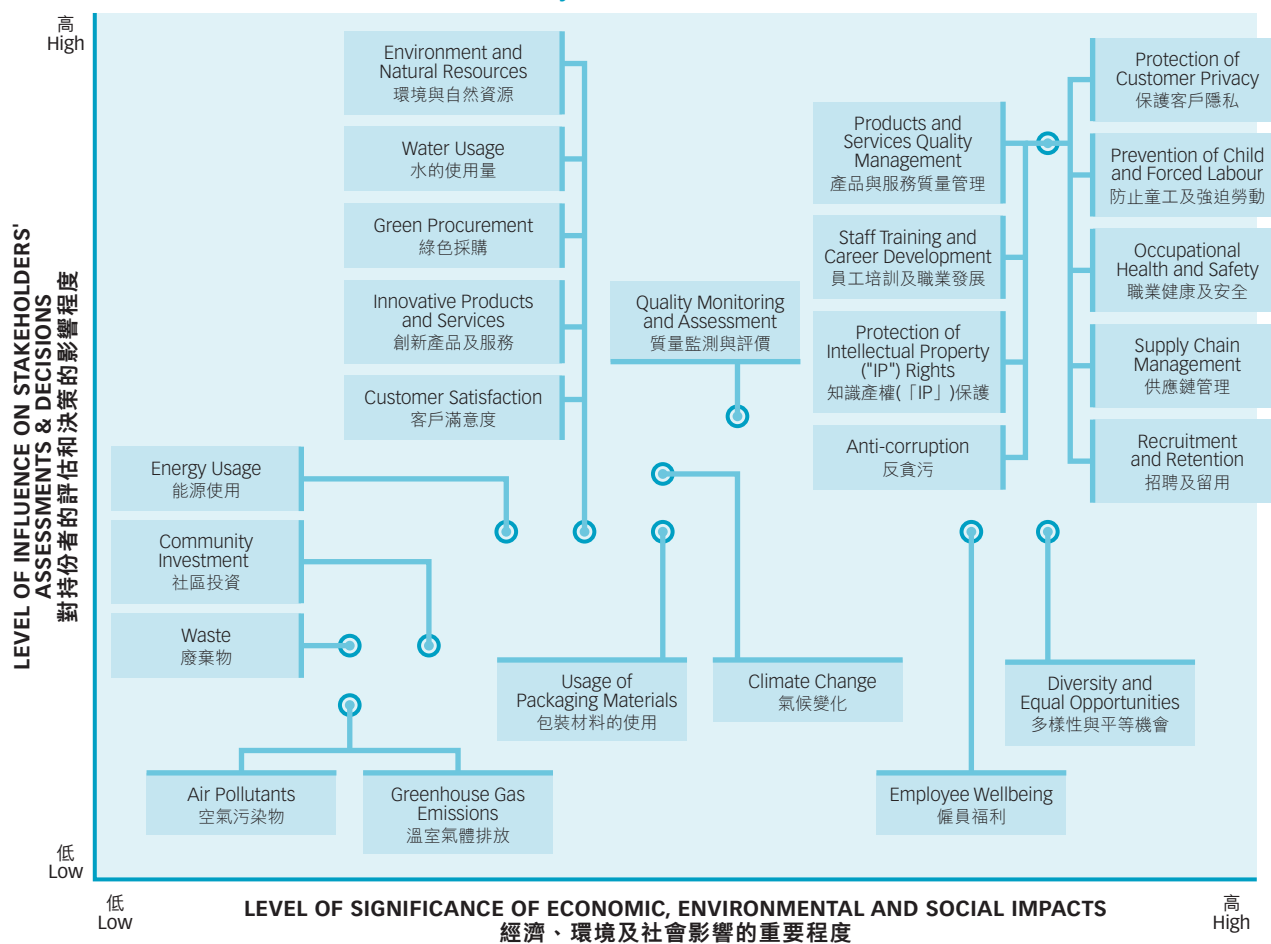 高
High
LEVEL OF INFLUENCE ON STAKEHOLDERS'
ASSESSMENTS & DECISIONS
對持份者的評估和決策的影響程度
Environment and
Natural Resources
環境與自然資源
Water Usage
水的使用量
Green Procurement
綠色採購
Innovative Products
and Services
創新產品及服務
Customer Satisfaction
客戶滿意度
Quality Monitoring
and Assessment
質量監測與評價
Products and
Services Quality
Management
產品與服務質量管理
Staff Training and
Career Development
員工培訓及職業發展
Protection of
Intellectual Property
("IP") Rights
知識產權(「IP」)保護
Anti-corruption
反貪污
Protection of
Customer Privacy
保護客戶隱私
Prevention of Child
and Forced Labour
防止童工及強迫勞動
Occupational
Health and Safety
職業健康及安全
Supply Chain
Management
供應鏈管理
Recruitment
and Retention
招聘及留用
Energy Usage
能源使用
Community
Investment
社區投資
Waste
廢棄物
Usage of
Packaging Materials
包裝材料的使用
Climate Change
氣候變化
Diversity and
Equal Opportunities
多樣性與平等機會
Air Pollutants
空氣污染物
Greenhouse Gas
Emissions
溫室氣體排放
Employee Wellbeing
僱員福利
低
Low
低
Low
LEVEL OF SIGNIFICANCE OF ECONOMIC, ENVIRONMENTAL AND SOCIAL IMPACTS
經濟、環境及社會影響的重要程度
高
High